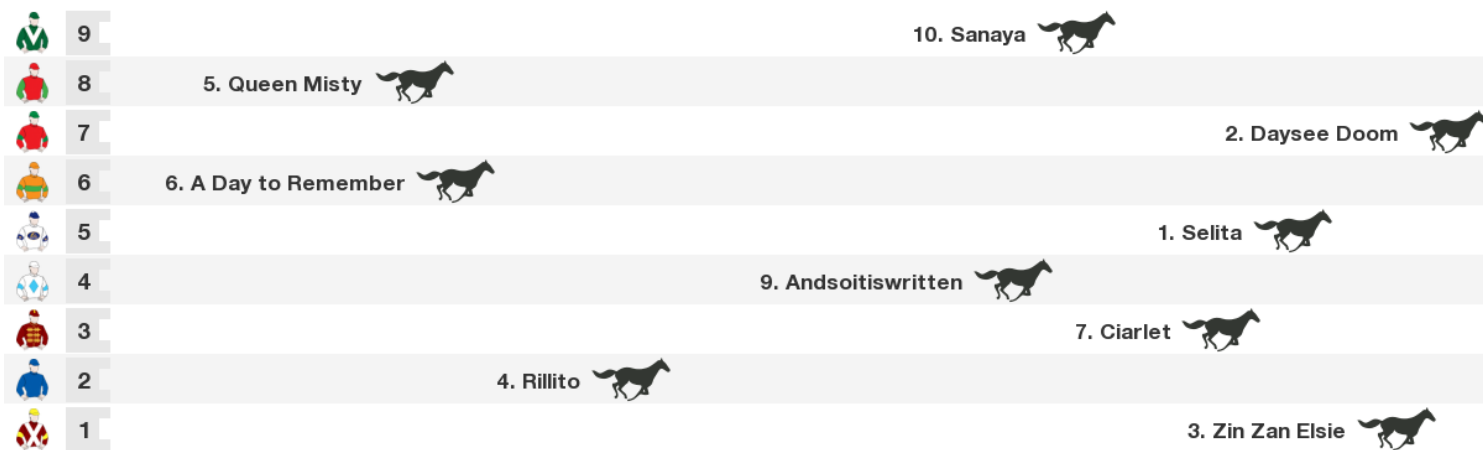 9 10. Sanaya
8 5. Queen Misty
7 2. Daysee Doom
6 6. A Day to Remember
5 1. Selita
4 9. Andsoitiswritten
3 7. Ciarlet
2 4. Rillito
1 3. Zin Zan Elsie